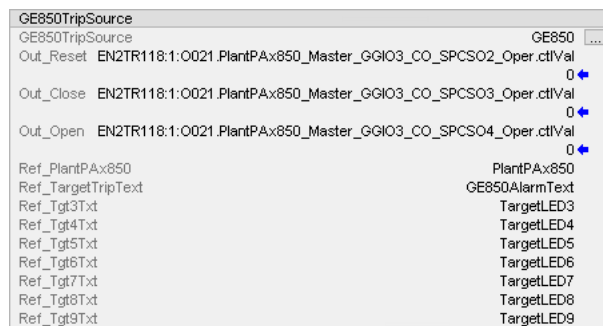 GE850TripSource
GE850TripSource GE850 ...
Out_Reset EN2TR118:1:O021.PlantPAx850_Master_GGIO3_CO_SPCSO2_Oper.ctlVal
0
Out_Close EN2TR118:1:O021.PlantPAx850_Master_GGIO3_CO_SPCSO3_Oper.ctlVal
0
Out_Open EN2TR118:1:O021.PlantPAx850_Master_GGIO3_CO_SPCSO4_Oper.ctlVal
0
Ref_PlantPAx850 PlantPAx850
Ref_TargetTripText GE850AlarmText
Ref_Tgt3Txt TargetLED3
Ref_Tgt4Txt TargetLED4
Ref_Tgt5Txt TargetLED5
Ref_Tgt6Txt TargetLED6
Ref_Tgt7Txt TargetLED7
Ref_Tgt8Txt TargetLED8
Ref_Tgt9Txt TargetLED9